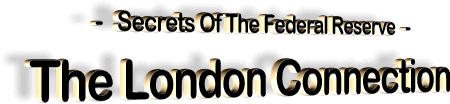 - Secrets Of The Federal Reserve -
The London Connection